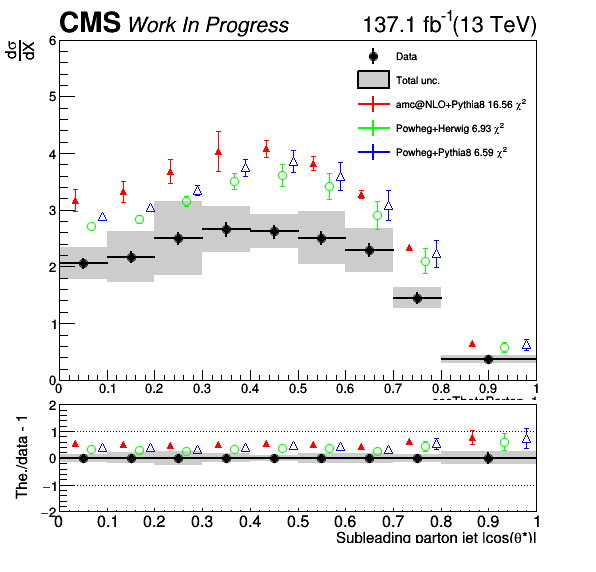 CMS Work In Progress 137.1 fb⁻¹(13 TeV)
dσ
dX
6
5
4
3
2
1
0
Data
Total unc.
amc@NLO+Pythia8 16.56 χ²
Powheg+Herwig 6.93 χ²
Powheg+Pythia8 6.59 χ²
0 0.1 0.2 0.3 0.4 0.5 0.6 0.7 0.8 0.9 1
cosThetaParton_1
The./data - 1
2
1
0
−1
−2
0 0.1 0.2 0.3 0.4 0.5 0.6 0.7 0.8 0.9 1
Subleading parton jet |cos(θ*)|